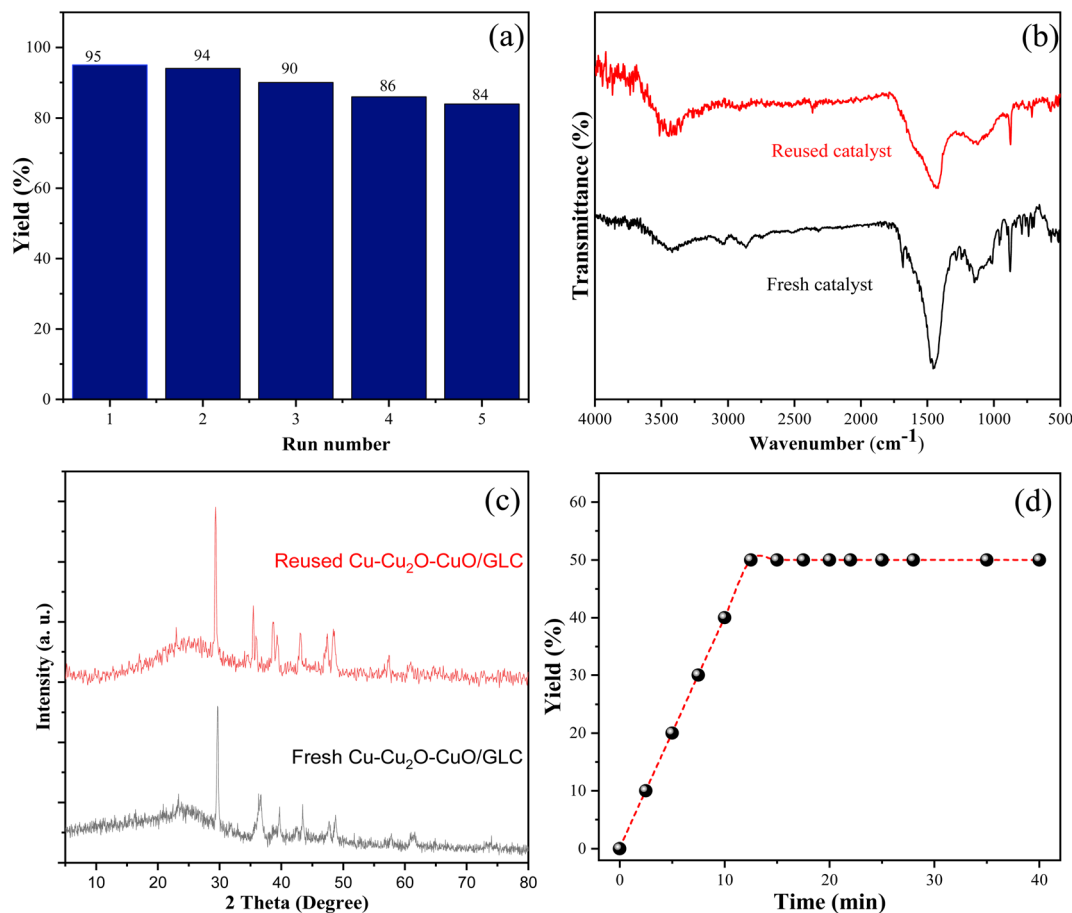 (a)
Yield (%)
100
80
60
40
20
0
95
94
90
86
84
1 2 3 4 5
Run number
(b)
Transmittance (%)
Reused catalyst
Fresh catalyst
4000 3500 3000 2500 2000 1500 1000 500
Wavenumber (cm⁻¹)
(c)
Intensity (a. u.)
Reused Cu-Cu₂O-CuO/GLC
Fresh Cu-Cu₂O-CuO/GLC
10 20 30 40 50 60 70 80
2 Theta (Degree)
(d)
Yield (%)
60
50
40
30
20
10
0
0 10 20 30 40
Time (min)